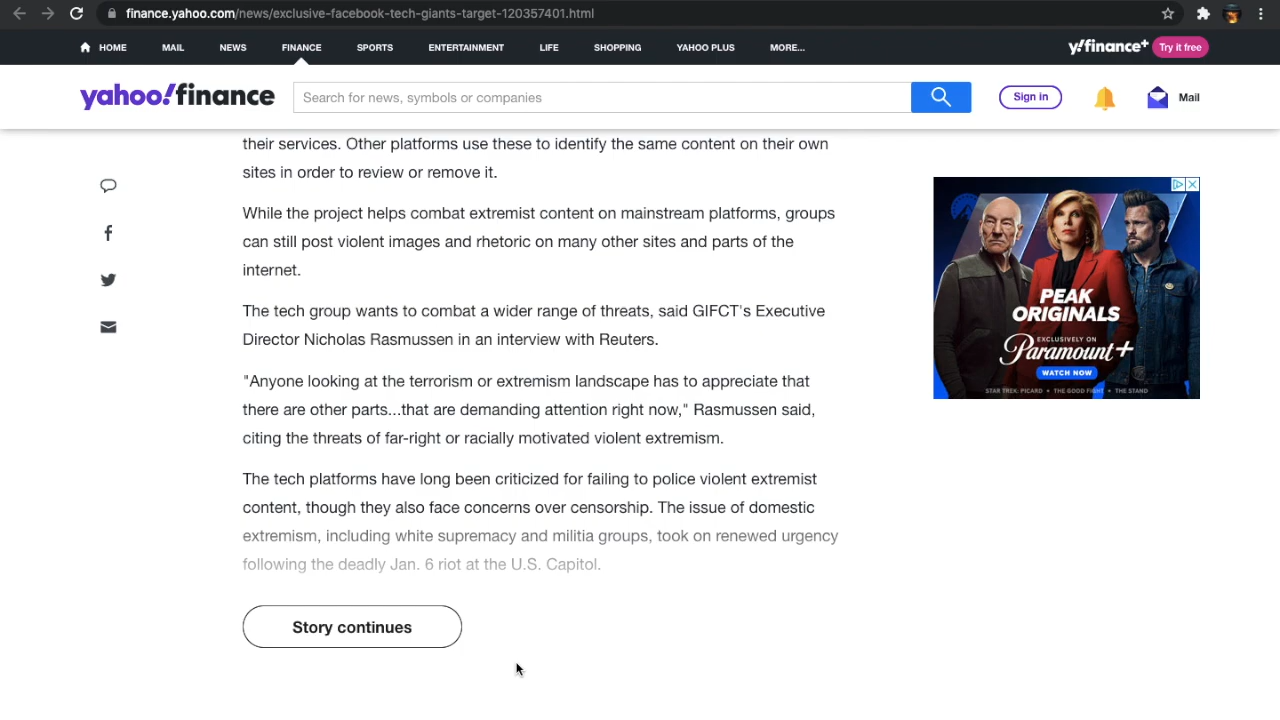 finance.yahoo.com/news/exclusive-facebook-tech-giants-target-120357401.html
HOME MAIL NEWS FINANCE SPORTS ENTERTAINMENT LIFE SHOPPING YAHOO PLUS MORE... y!finance+ Try it free
yahoo!finance Search for news, symbols or companies Sign in Mail
their services. Other platforms use these to identify the same content on their own
sites in order to review or remove it.
While the project helps combat extremist content on mainstream platforms, groups
can still post violent images and rhetoric on many other sites and parts of the
internet.
The tech group wants to combat a wider range of threats, said GIFCT's Executive
Director Nicholas Rasmussen in an interview with Reuters.
"Anyone looking at the terrorism or extremism landscape has to appreciate that
there are other parts...that are demanding attention right now," Rasmussen said,
citing the threats of far-right or racially motivated violent extremism.
The tech platforms have long been criticized for failing to police violent extremist
content, though they also face concerns over censorship. The issue of domestic
extremism, including white supremacy and militia groups, took on renewed urgency
following the deadly Jan. 6 riot at the U.S. Capitol.
Story continues
PEAK
ORIGINALS
EXCLUSIVELY ON
Paramount+
WATCH NOW
STAR TREK: PICARD • THE GOOD FIGHT • THE STAND